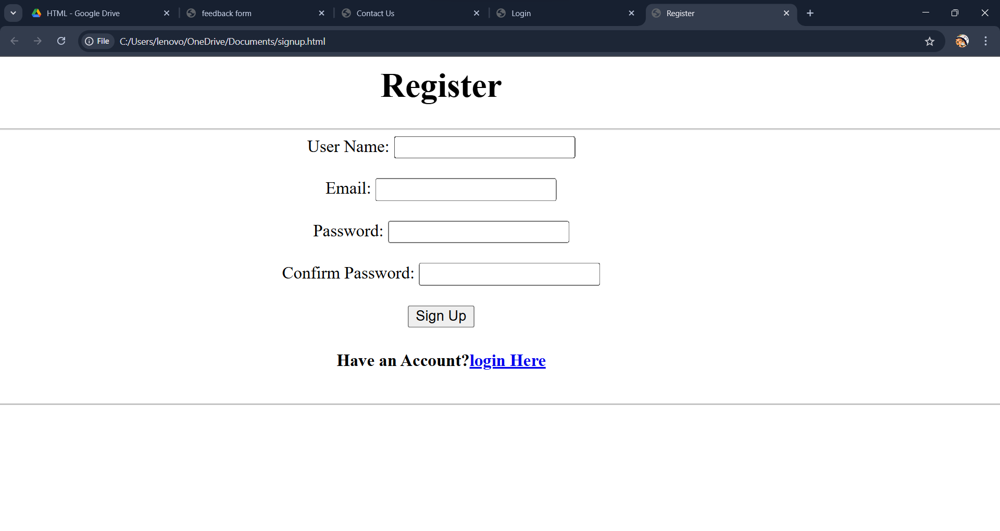 HTML - Google Drive
feedback form
Contact Us
Login
Register
File
C:/Users/lenovo/OneDrive/Documents/signup.html
Register
User Name:
Email:
Password:
Confirm Password:
Sign Up
Have an Account?login Here